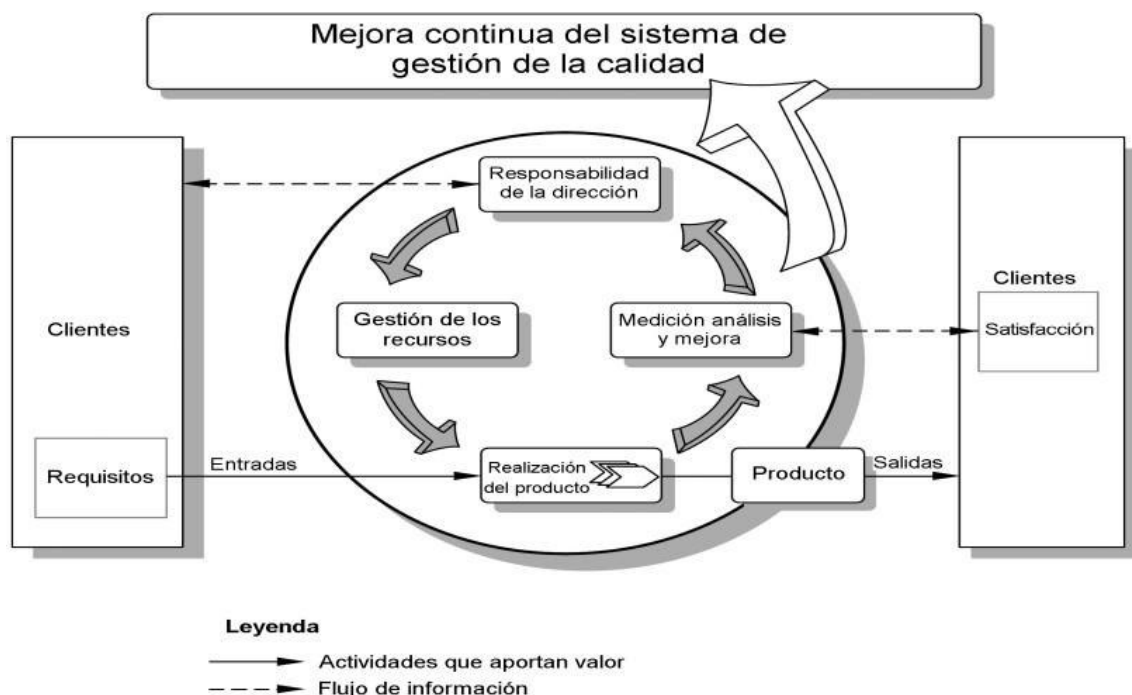 Mejora continua del sistema de
gestión de la calidad
Responsabilidad
de la dirección
Clientes
Gestión de los
recursos
Medición análisis
y mejora
Clientes
Satisfacción
Requisitos
Entradas
Realización
del producto
Producto
Salidas
Leyenda
Actividades que aportan valor
Flujo de información